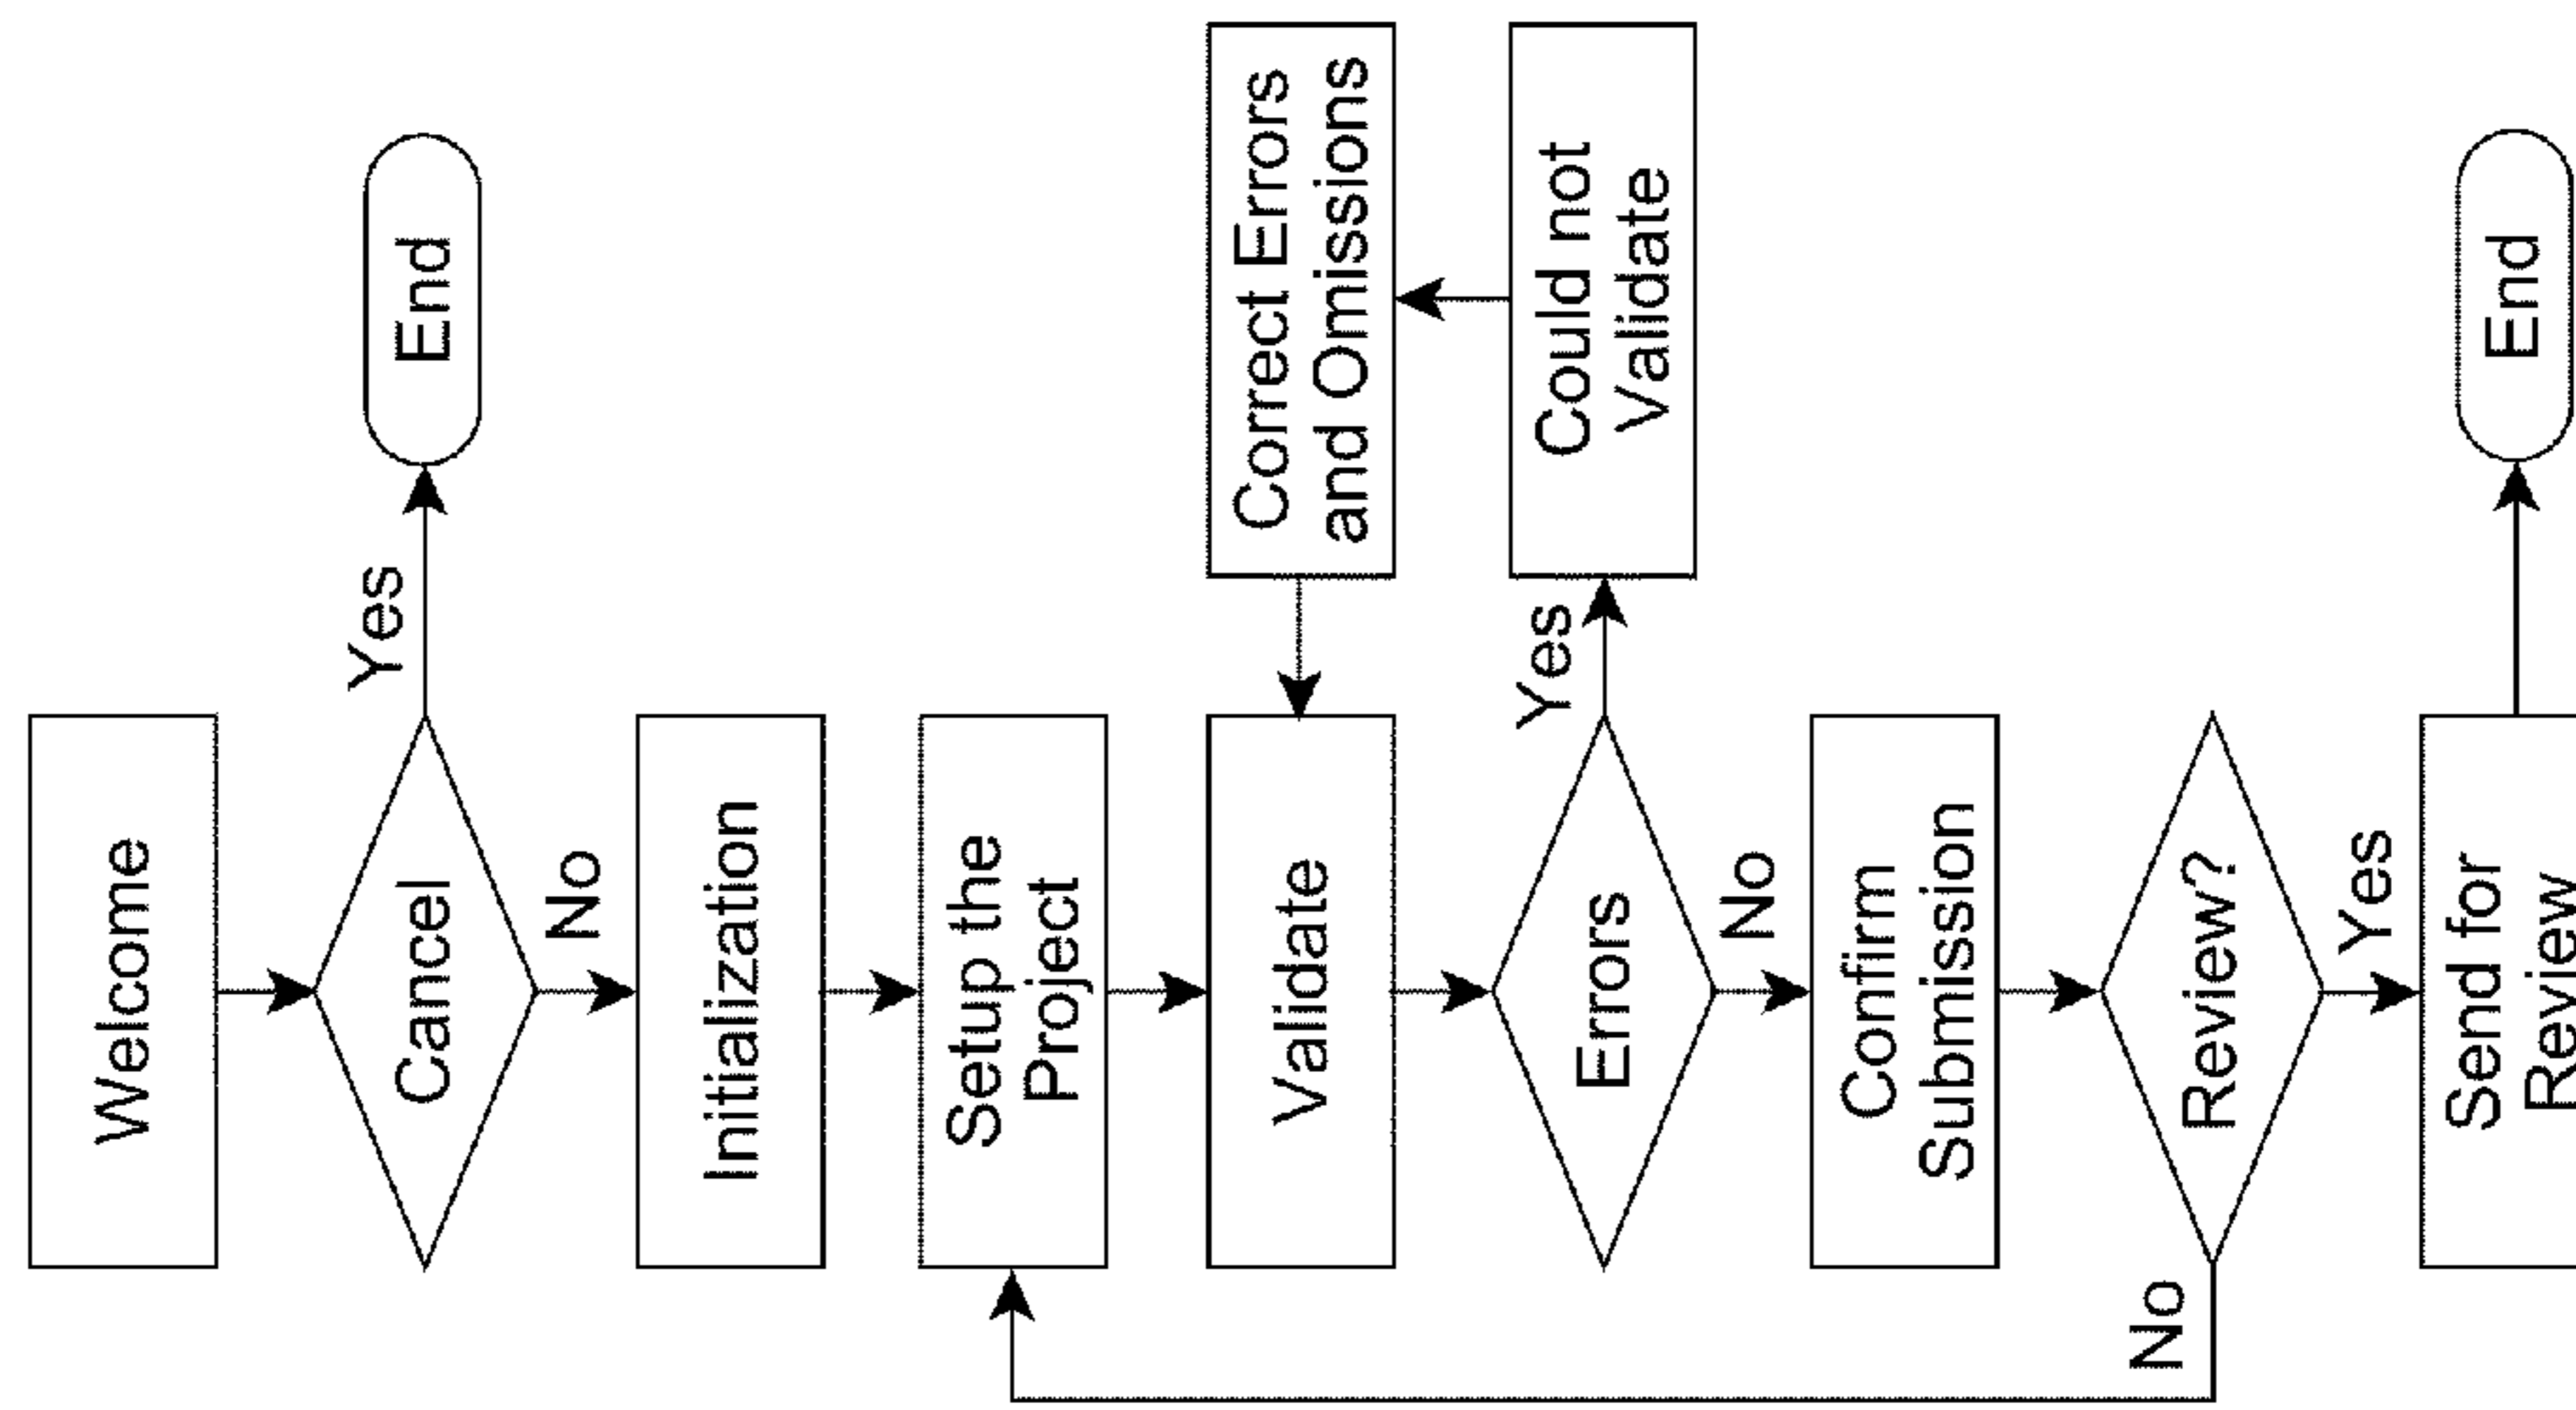 Welcome
Cancel
Yes
End
No
Initialization
Setup the
Project
Validate
Correct Errors
and Omissions
Errors
Yes
Could not
Validate
No
Confirm
Submission
Review?
No
Yes
Send for
Review
End